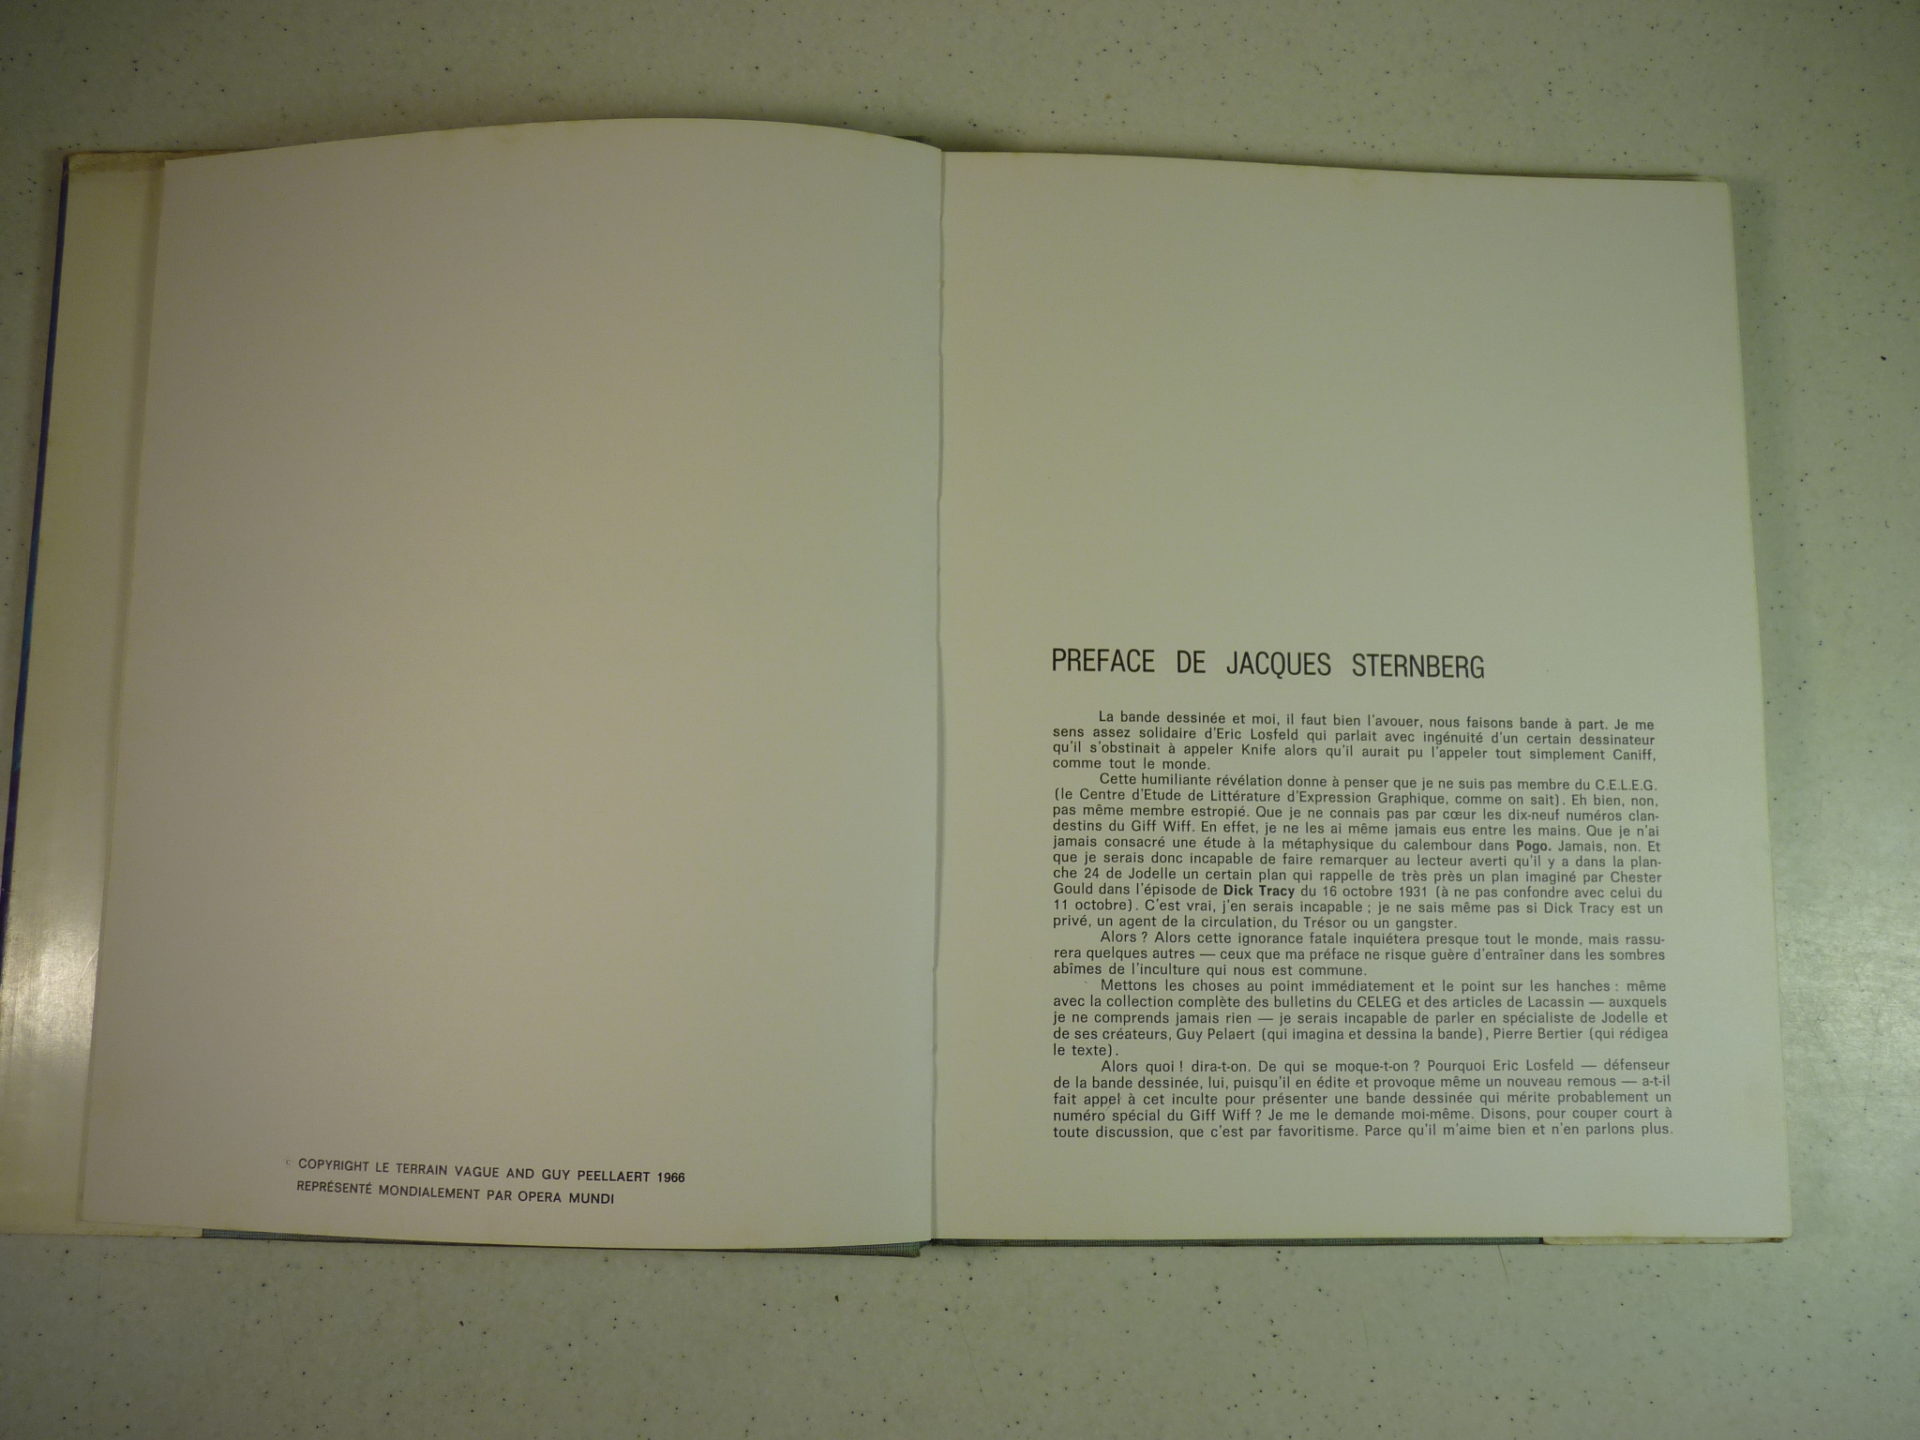 © COPYRIGHT LE TERRAIN VAGUE AND GUY PEELLAERT 1966
REPRÉSENTÉ MONDIALEMENT PAR OPERA MUNDI
PREFACE DE JACQUES STERNBERG
La bande dessinée et moi, il faut bien l'avouer, nous faisons bande à part. Je me
sens assez solidaire d'Eric Losfeld qui parlait avec ingénuité d'un certain dessinateur
qu'il s'obstinait à appeler Knife alors qu'il aurait pu l'appeler tout simplement Caniff,
comme tout le monde.
Cette humiliante révélation donne à penser que je ne suis pas membre du C.E.L.E.G.
(le Centre d'Etude de Littérature d'Expression Graphique, comme on sait). Eh bien, non,
pas même membre estropié. Que je ne connais pas par cœur les dix-neuf numéros clan-
destins du Giff Wiff. En effet, je ne les ai même jamais eus entre les mains. Que je n'ai
jamais consacré une étude à la métaphysique du calembour dans Pogo. Jamais, non. Et
que je serais donc incapable de faire remarquer au lecteur averti qu'il y a dans la plan-
che 24 de Jodelle un certain plan qui rappelle de très près un plan imaginé par Chester
Gould dans l'épisode de Dick Tracy du 16 octobre 1931 (à ne pas confondre avec celui du
11 octobre). C'est vrai, j'en serais incapable ; je ne sais même pas si Dick Tracy est un
privé, un agent de la circulation, du Trésor ou un gangster.
Alors ? Alors cette ignorance fatale inquiétera presque tout le monde, mais rassu-
rera quelques autres — ceux que ma préface ne risque guère d'entraîner dans les sombres
abîmes de l'inculture qui nous est commune.
Mettons les choses au point immédiatement et le point sur les hanches : même
avec la collection complète des bulletins du CELEG et des articles de Lacassin — auxquels
je ne comprends jamais rien — je serais incapable de parler en spécialiste de Jodelle et
de ses créateurs, Guy Pelaert (qui imagina et dessina la bande), Pierre Bertier (qui rédigea
le texte).
Alors quoi ! dira-t-on. De qui se moque-t-on ? Pourquoi Eric Losfeld — défenseur
de la bande dessinée, lui, puisqu'il en édite et provoque même un nouveau remous — a-t-il
fait appel à cet inculte pour présenter une bande dessinée qui mérite probablement un
numéro spécial du Giff Wiff ? Je me le demande moi-même. Disons, pour couper court à
toute discussion, que c'est par favoritisme. Parce qu'il m'aime bien et n'en parlons plus.